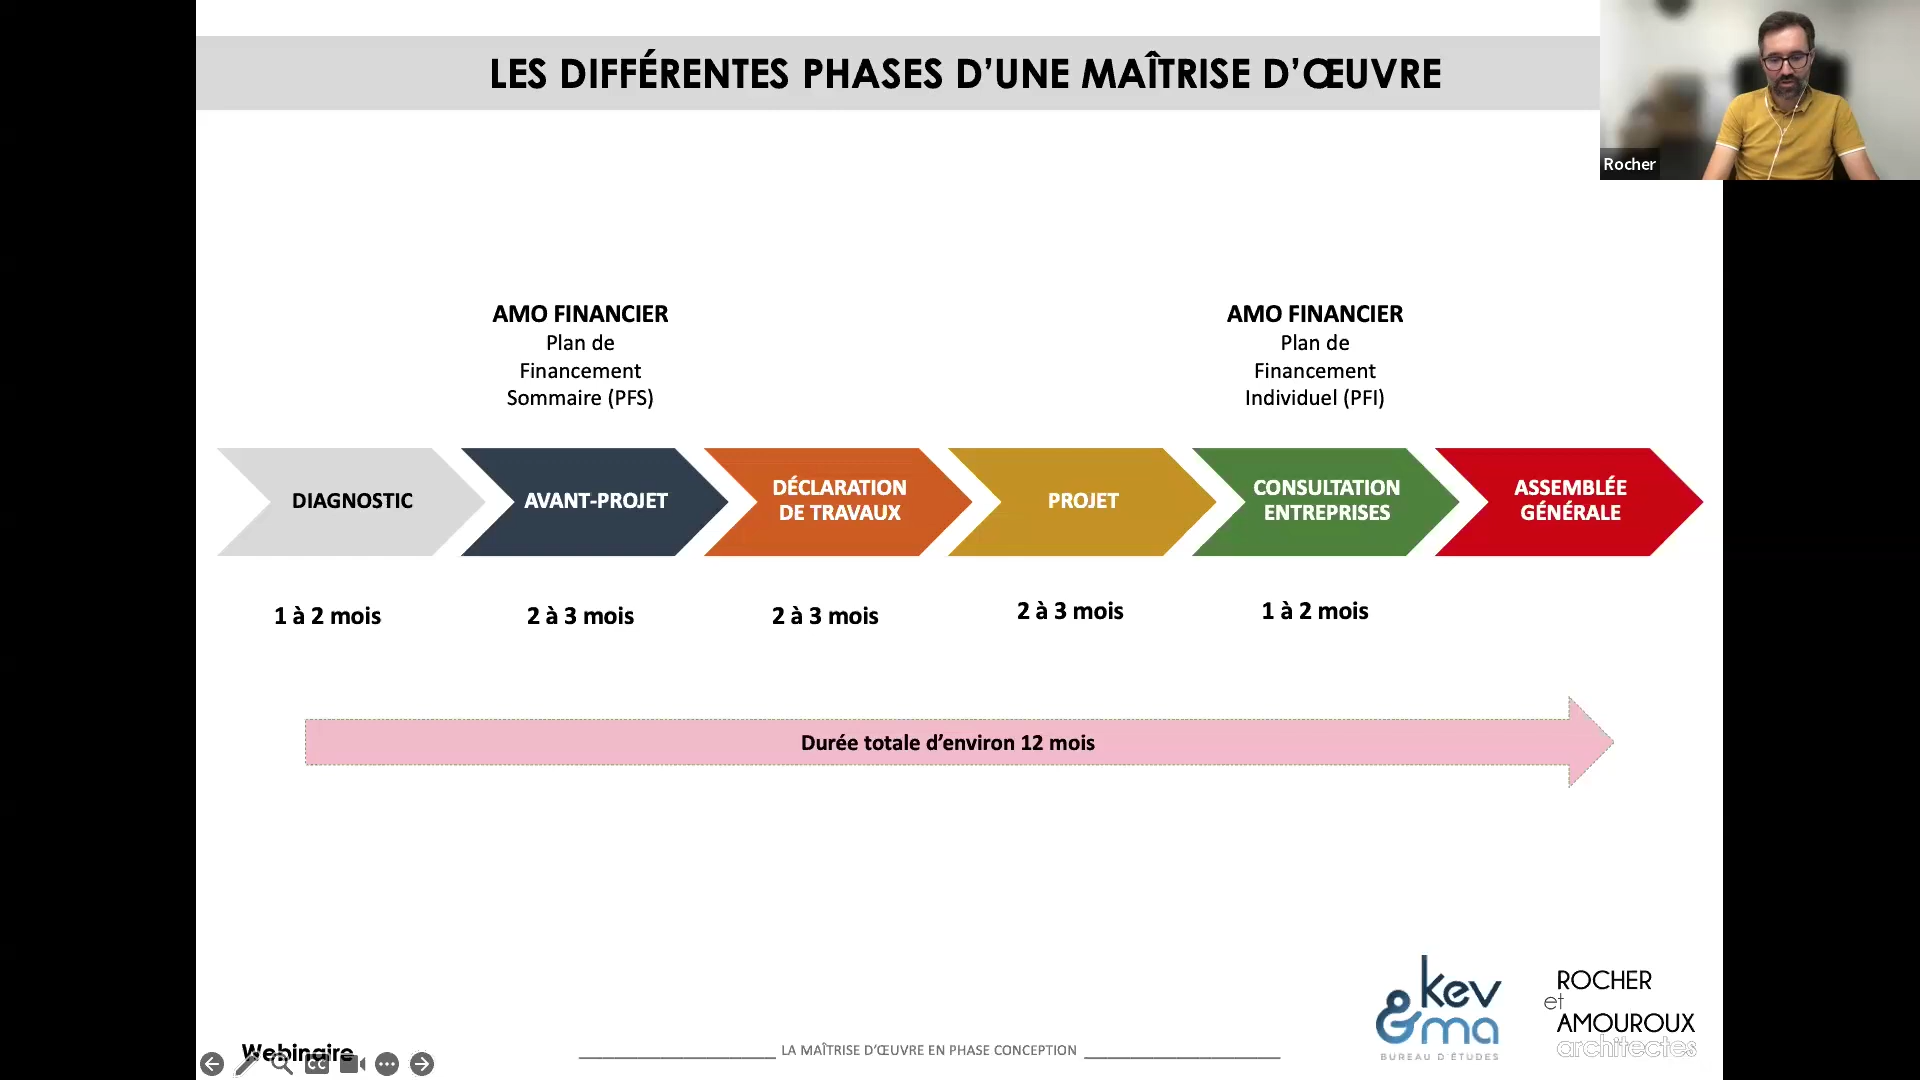 LES DIFFÉRENTES PHASES D’UNE MAÎTRISE D’ŒUVRE
Rocher
AMO FINANCIER
Plan de
Financement
Sommaire (PFS)
AMO FINANCIER
Plan de
Financement
Individuel (PFI)
DIAGNOSTIC
AVANT-PROJET
DÉCLARATION
DE TRAVAUX
PROJET
CONSULTATION
ENTREPRISES
ASSEMBLÉE
GÉNÉRALE
1 à 2 mois
2 à 3 mois
2 à 3 mois
2 à 3 mois
1 à 2 mois
Durée totale d’environ 12 mois
Webinaire
CC
LA MAÎTRISE D’ŒUVRE EN PHASE CONCEPTION
kev
&ma
BUREAU D'ÉTUDES
ROCHER
et
AMOUROUX
architectes